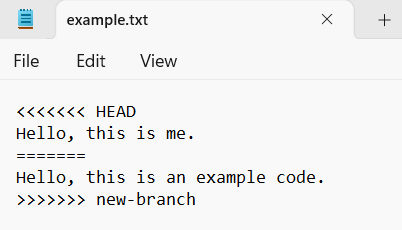 example.txt
File Edit View
<<<<<<< HEAD
Hello, this is me.
=======
Hello, this is an example code.
>>>>>>> new-branch